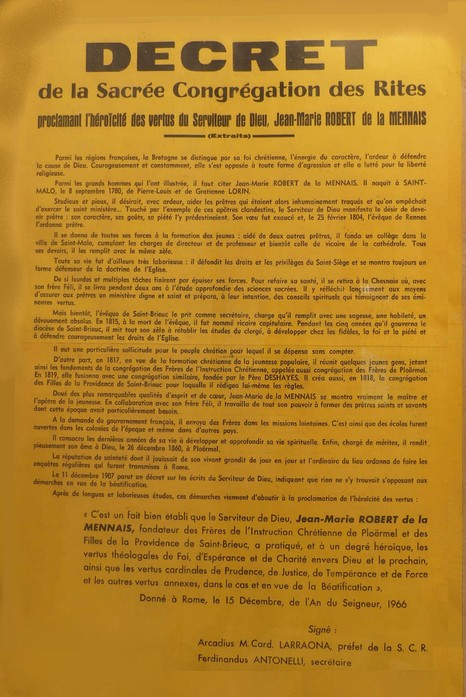 DECRET
de la Sacrée Congrégation des Rites
proclamant l'héroïcité des vertus du Serviteur de Dieu, Jean-Marie ROBERT de la MENNAIS
(Extraits)
Parmi les régions françaises, la Bretagne se distingue par sa foi chrétienne, l'énergie du caractère, l'ardeur à défendre
la cause de Dieu. Courageusement et constamment, elle s'est opposée à toute forme d'agression et elle a lutté pour la liberté
religieuse.
Parmi les grands hommes qui l'ont illustrée, il faut citer Jean-Marie ROBERT de la MENNAIS. Il naquit à SAINT-
MALO, le 8 septembre 1780, de Pierre-Louis et de Gratienne LORIN.
Studieux et pieux, il désirait, avec ardeur, aider les prêtres qui étaient alors inhumainement traqués et qu'on empêchait
d'exercer le saint ministère... Touché par l'exemple de ces apôtres clandestins, le Serviteur de Dieu manifesta le désir de deve-
nir prêtre : son caractère, ses goûts, sa piété l'y prédestinaient. Son vœu fut exaucé et, le 25 février 1804, l'évêque de Rennes
l'ordonna prêtre.
Il se donna de toutes ses forces à la formation des jeunes : aidé de deux autres prêtres, il fonda un collège dans la
ville de Saint-Malo, cumulant les charges de directeur et de professeur et bientôt celle de vicaire de la cathédrale. Tous
ses devoirs, il les remplit avec le même zèle.
Toute sa vie fut d'ailleurs très laborieuse : il défendit les droits et les privilèges du Saint-Siège et se montra toujours un
ferme défenseur de la doctrine de l'Eglise.
De si lourdes et multiples tâches finirent par épuiser ses forces. Pour refaire sa santé, il se retira à la Chesnaie où, avec
son frère Féli, il se livra pendant deux ans à l'étude approfondie des sciences sacrées. Il y réfléchit longuement aux moyens
d'assurer aux prêtres un ministère digne et saint et prépara, à leur intention, des conseils spirituels qui témoignent de ses émi-
nentes vertus.
Mais bientôt, l'évêque de Saint-Brieuc le prit comme secrétaire, charge qu'il remplit avec une sagesse, une habileté, un
dévouement absolus. En 1815, à la mort de l'évêque, il fut nommé vicaire capitulaire. Pendant les cinq années qu'il gouverna le
diocèse de Saint-Brieuc, il mit tout son zèle à rétablir les études du clergé, à développer chez les fidèles, la foi et la piété et
à défendre courageusement les droits de l'Eglise.
Il eut une particulière sollicitude pour le peuple chrétien pour lequel il se dépensa sans compter.
D'autre part, en 1817, en vue de la formation chrétienne de la jeunesse populaire, il réunit quelques jeunes gens, jetant
ainsi les fondements de la congrégation des Frères de l'Instruction Chrétienne, appelée aussi congrégation des Frères de Ploërmel.
En 1819, elle fusionna avec une congrégation similaire, fondée par le Père DESHAYES. Il créa aussi, en 1818, la congrégation
des Filles de la Providence de Saint-Brieuc pour laquelle il rédigea lui-même les règles.
Doué des plus remarquables qualités d'esprit et de cœur, Jean-Marie de la MENNAIS se montra vraiment le maître et
l'apôtre de la jeunesse. En collaboration avec son frère Féli, il travailla de tout son pouvoir à former des prêtres saints et savants
dont cette époque avait particulièrement besoin.
A la demande du gouvernement français, il envoya des Frères dans les missions lointaines. C'est ainsi que des écoles furent
ouvertes dans les colonies de l'époque et même dans d'autres pays.
Il consacra les dernières années de sa vie à développer et approfondir sa vie spirituelle. Enfin, chargé de mérites, il rendit
pieusement son âme à Dieu, le 26 décembre 1860, à Ploërmel.
La réputation de sainteté dont il jouissait de son vivant grandit de jour en jour et l'ordinaire du lieu ordonna de faire les
enquêtes régulières qui furent transmises à Rome.
Le 11 décembre 1907 parut un décret sur les écrits du Serviteur de Dieu, indiquant que rien ne s'y trouvait s'opposant aux
démarches en vue de la béatification.
Après de longues et laborieuses études, ces démarches viennent d'aboutir à la proclamation de l'héroïcité des vertus :
« C'est un fait bien établi que le Serviteur de Dieu, Jean-Marie ROBERT de la
MENNAIS, fondateur des Frères de l'Instruction Chrétienne de Ploërmel et des
Filles de la Providence de Saint-Brieuc, a pratiqué, et à un degré héroïque, les
vertus théologales de Foi, d'Espérance et de Charité envers Dieu et le prochain,
ainsi que les vertus cardinales de Prudence, de Justice, de Tempérance et de Force
et les autres vertus annexes, dans le cas et en vue de la Béatification ».
Donné à Rome, le 15 Décembre, de l'An du Seigneur, 1966
Signé :
Arcadius M. Card. LARRAONA, préfet de la S. C. R.
Ferdinandus ANTONELLI, secrétaire